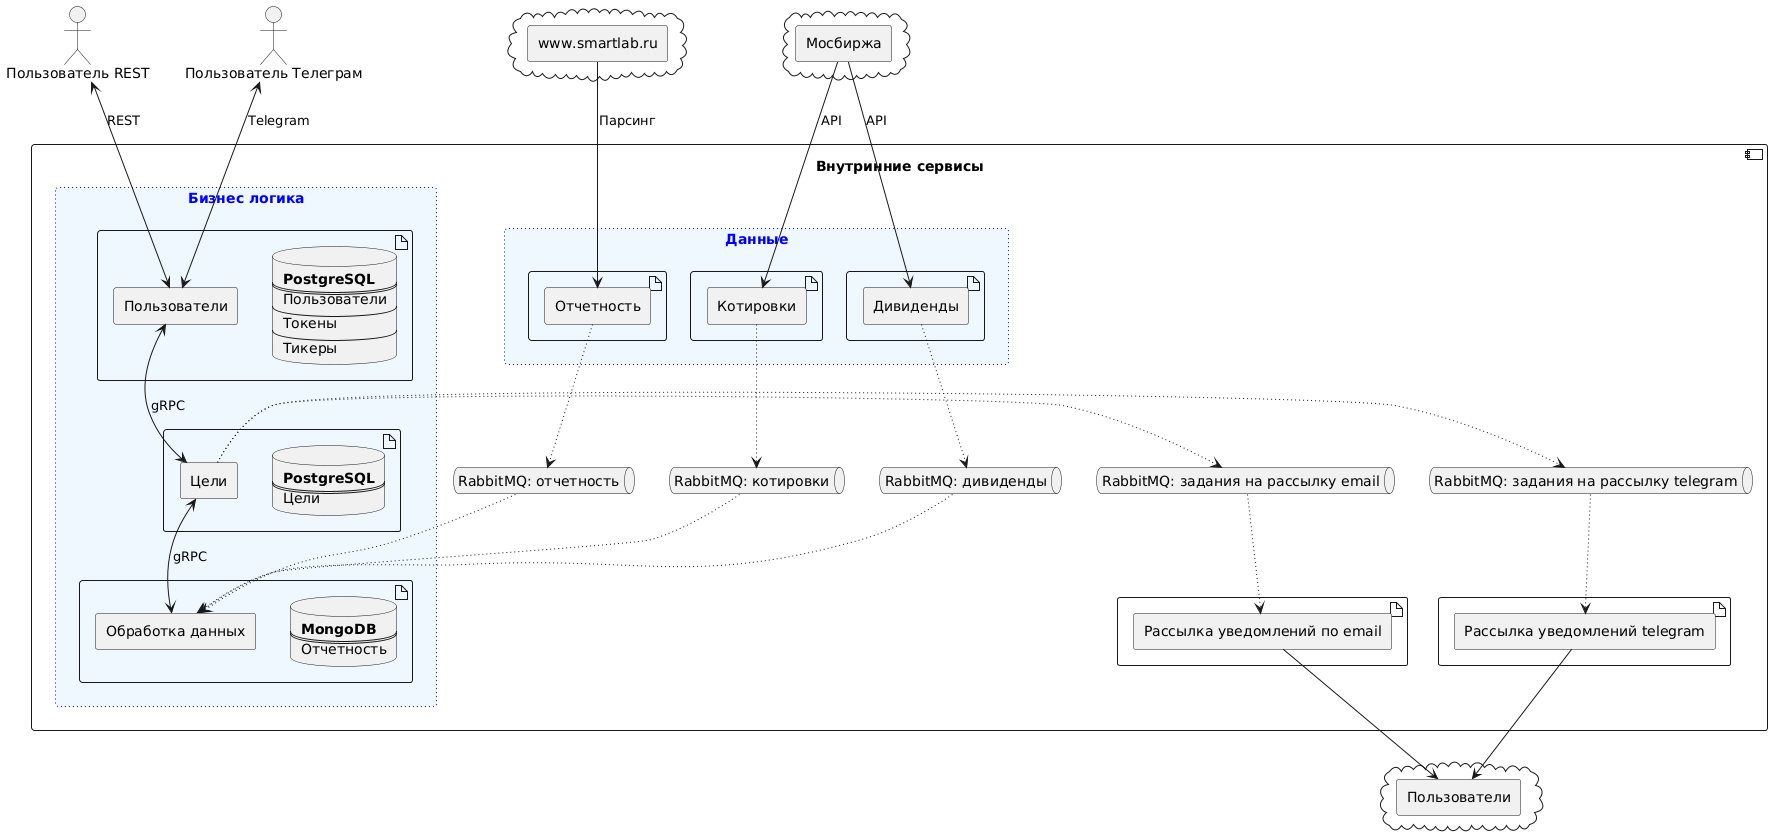 Пользователь REST
Пользователь Телеграм
www.smartlab.ru
Мосбиржа
REST
Telegram
Парсинг
API
API
Внутринние сервисы
Бизнес логика
Данные
Пользователи
PostgreSQL
Пользователи
Токены
Тикеры
Отчетность
Котировки
Дивиденды
gRPC
Цели
PostgreSQL
Цели
RabbitMQ: отчетность
RabbitMQ: котировки
RabbitMQ: дивиденды
RabbitMQ: задания на рассылку email
RabbitMQ: задания на рассылку telegram
gRPC
Обработка данных
MongoDB
Отчетность
Рассылка уведомлений по email
Рассылка уведомлений telegram
Пользователи